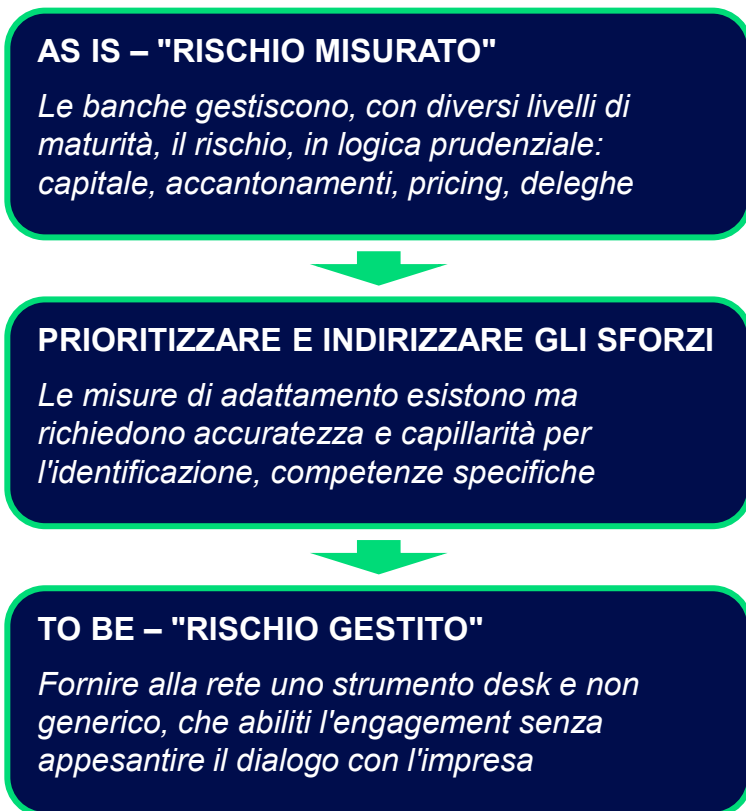 AS IS – "RISCHIO MISURATO"
Le banche gestiscono, con diversi livelli di
maturità, il rischio, in logica prudenziale:
capitale, accantonamenti, pricing, deleghe
PRIORITIZZARE E INDIRIZZARE GLI SFORZI
Le misure di adattamento esistono ma
richiedono accuratezza e capillarità per
l'identificazione, competenze specifiche
TO BE – "RISCHIO GESTITO"
Fornire alla rete uno strumento desk e non
generico, che abiliti l'engagement senza
appesantire il dialogo con l'impresa